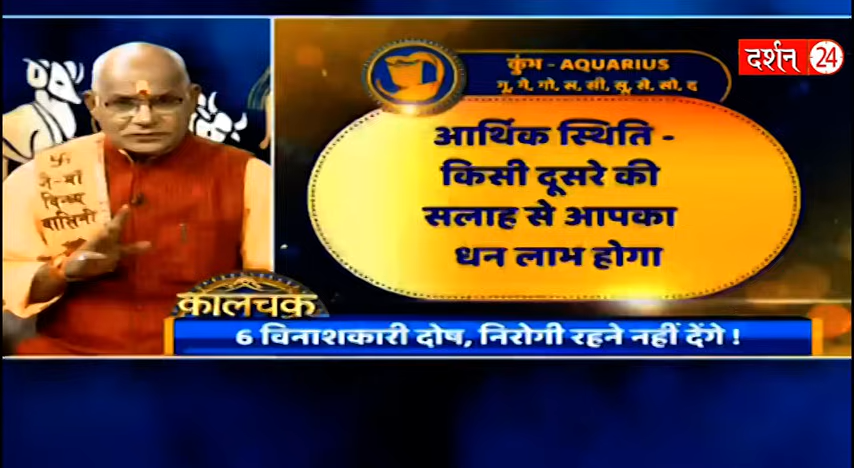 कुंभ - AQUARIUS
गू, गे, गो, स, सी, सू, से, सो, द
दर्शन 24
आर्थिक स्थिति -
किसी दूसरे की
सलाह से आपका
धन लाभ होगा
जै-माँ
विन्ध्य
वासिनी
कालचक्र
6 विनाशकारी दोष, निरोगी रहने नहीं देंगे !